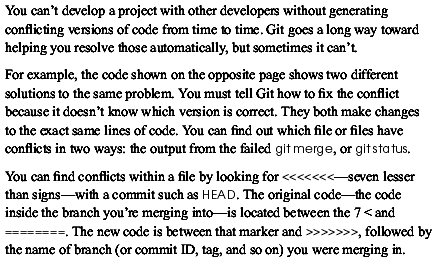 You can't develop a project with other developers without generating
conflicting versions of code from time to time. Git goes a long way toward
helping you resolve those automatically, but sometimes it can't.
For example, the code shown on the opposite page shows two different
solutions to the same problem. You must tell Git how to fix the conflict
because it doesn't know which version is correct. They both make changes
to the exact same lines of code. You can find out which file or files have
conflicts in two ways: the output from the failed git merge, or git status.
You can find conflicts within a file by looking for <<<<<<<—seven lesser
than signs—with a commit such as HEAD. The original code—the code
inside the branch you're merging into—is located between the 7 < and
========. The new code is between that marker and >>>>>>>, followed by
the name of branch (or commit ID, tag, and so on) you were merging in.